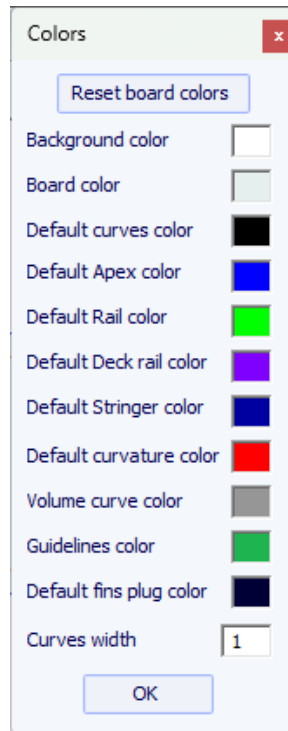 Colors
x
Reset board colors
Background color
Board color
Default curves color
Default Apex color
Default Rail color
Default Deck rail color
Default Stringer color
Default curvature color
Volume curve color
Guidelines color
Default fins plug color
Curves width 1
OK